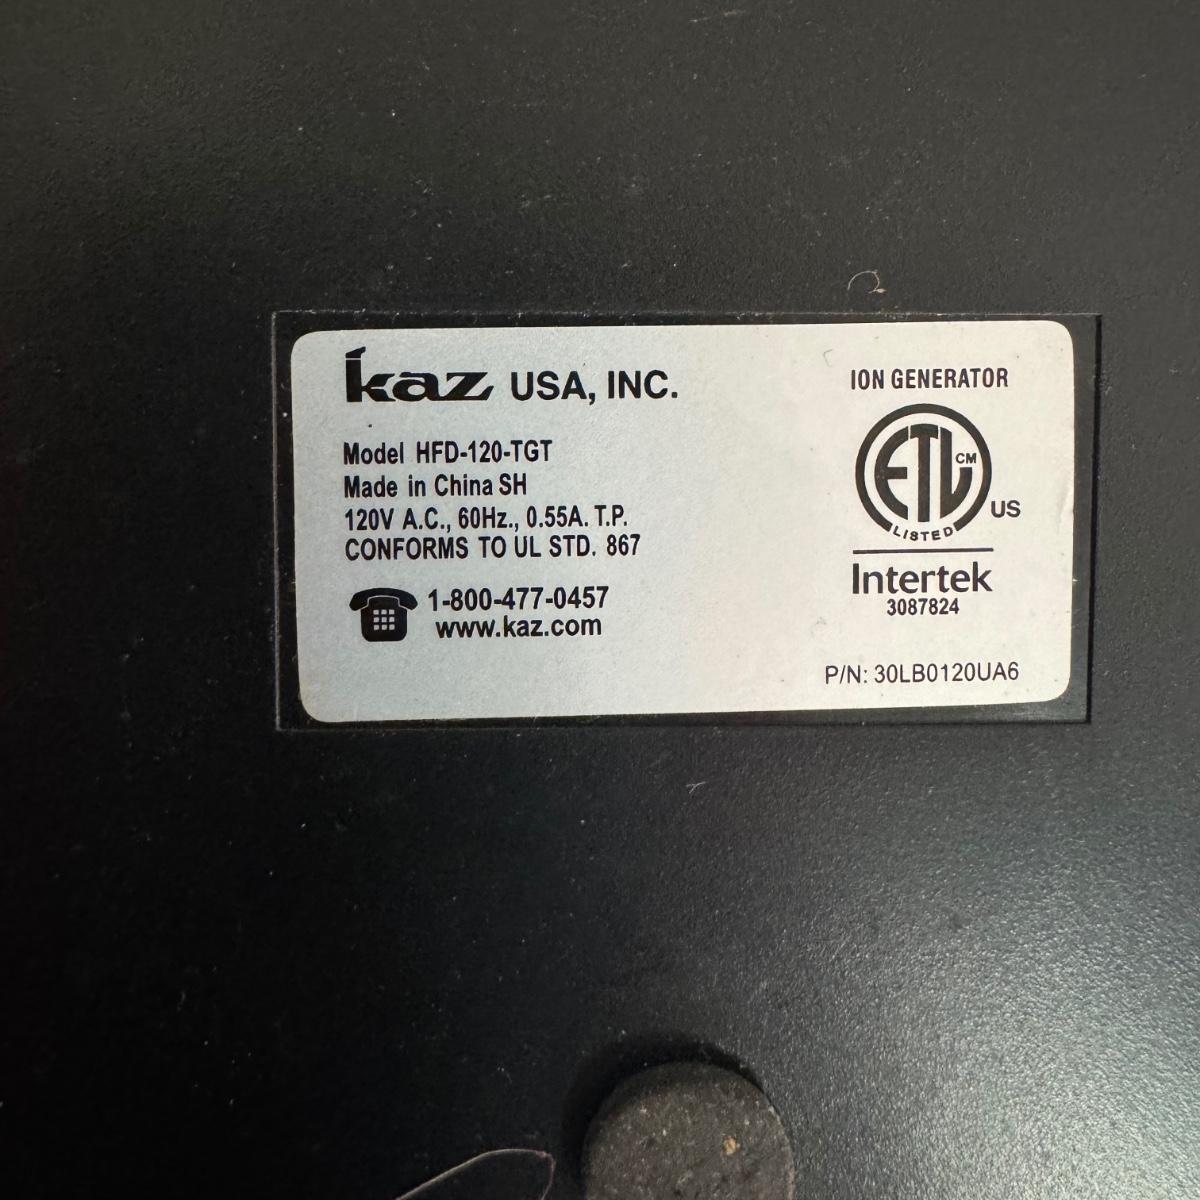 kaz USA, INC.
Model HFD-120-TGT
Made in China SH
120V A.C., 60Hz., 0.55A. T.P.
CONFORMS TO UL STD. 867
1-800-477-0457
www.kaz.com
ION GENERATOR
ETL CM
US
LISTED
Intertek
3087824
P/N: 30LB0120UA6